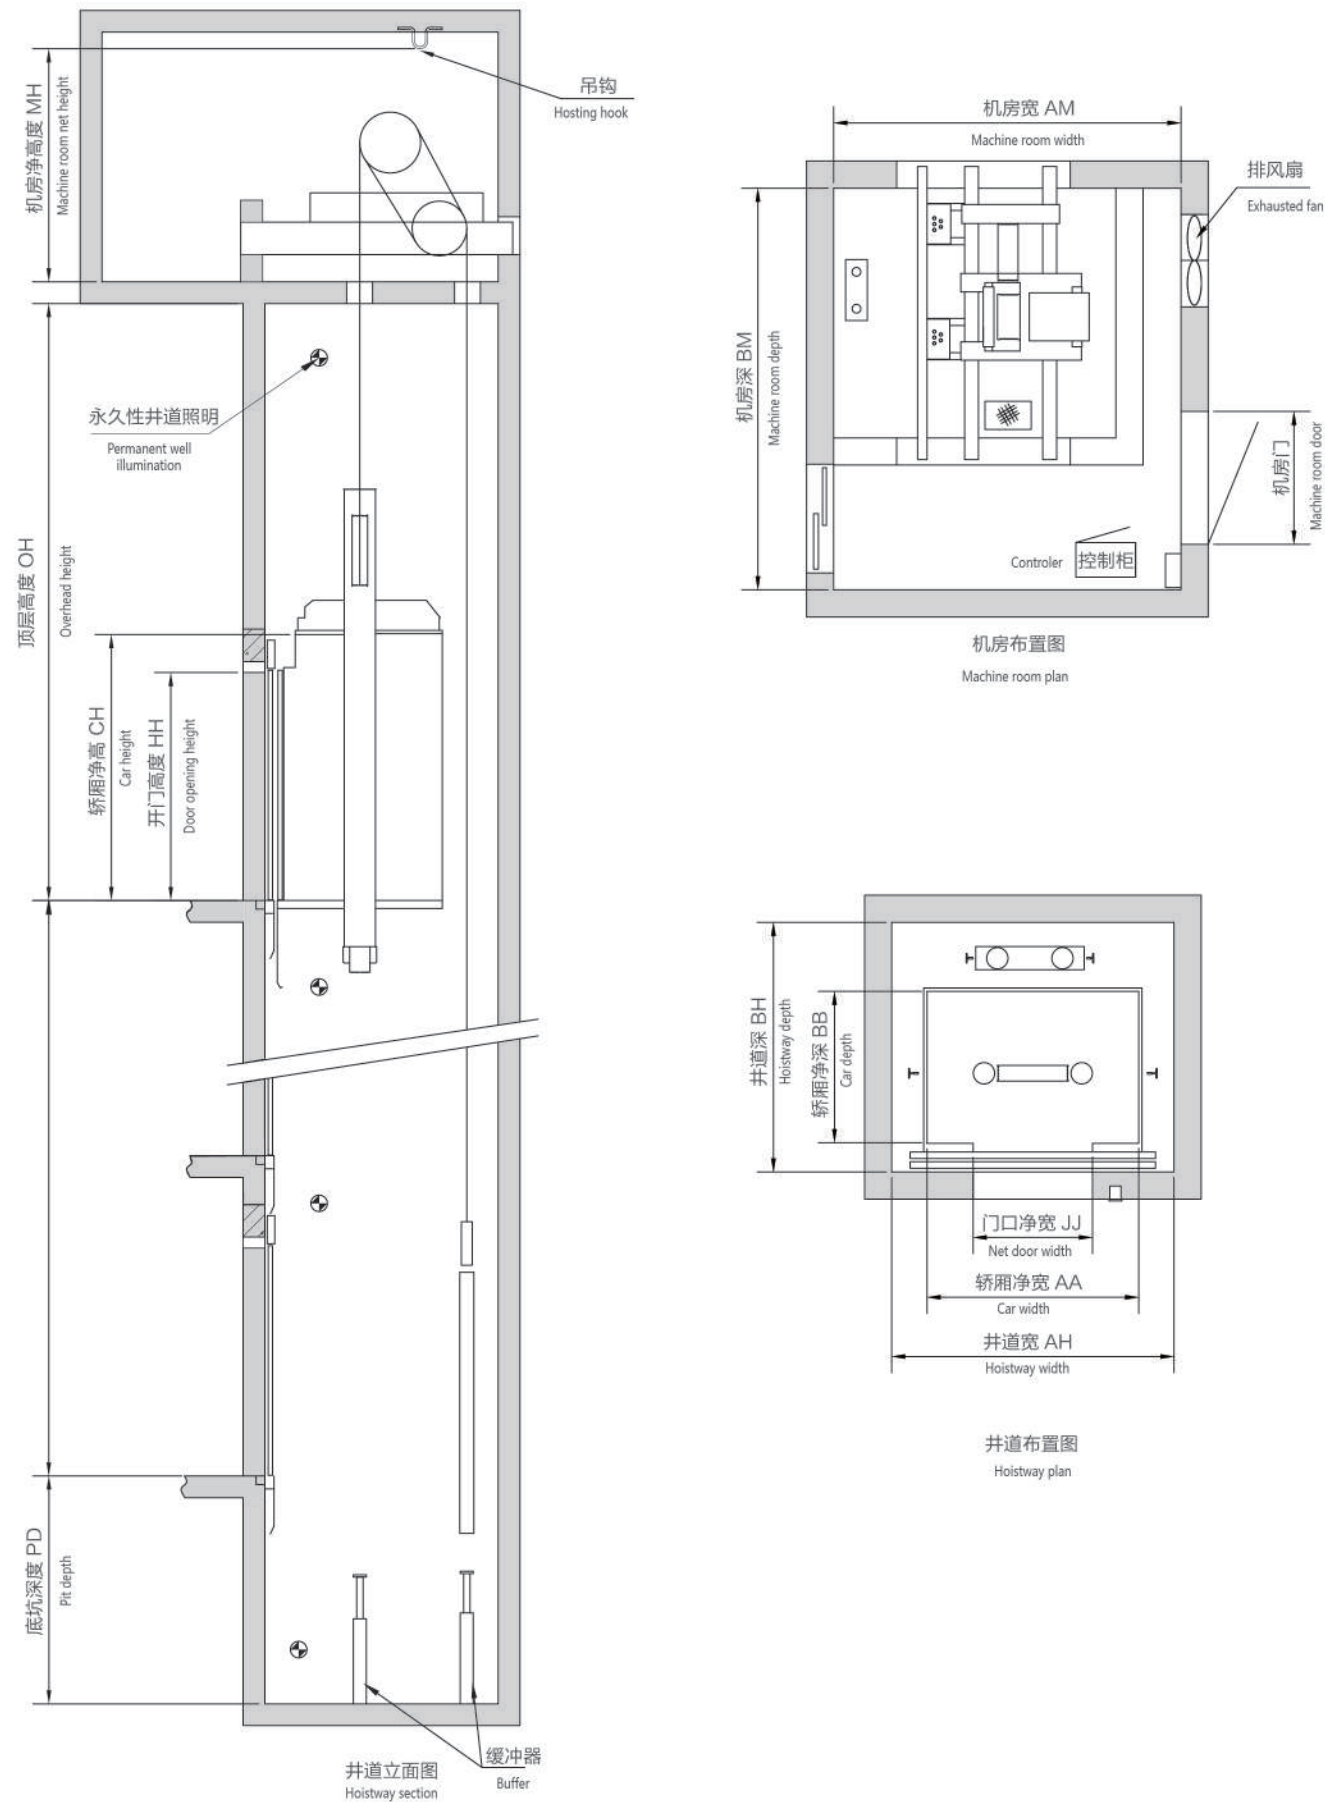 机房净高度 MH
Machine room net height
吊钩
Hosting hook
永久性井道照明
Permanent well
illumination
顶层高度 OH
Overhead height
轿厢净高 CH
Car height
开门高度 HH
Door opening height
底坑深度 PD
Pit depth
缓冲器
Buffer
井道立面图
Hoistway section
机房宽 AM
Machine room width
排风扇
Exhausted fan
机房深 BM
Machine room depth
机房门
Machine room door
Controler
控制柜
机房布置图
Machine room plan
井道深 BH
Hoistway depth
轿厢净深 BB
Car depth
门口净宽 JJ
Net door width
轿厢净宽 AA
Car width
井道宽 AH
Hoistway width
井道布置图
Hoistway plan